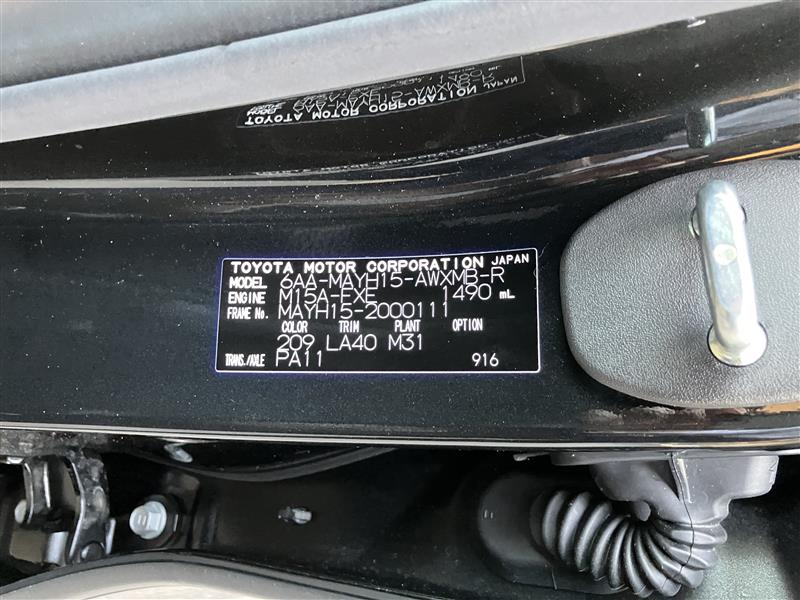 TOYOTA MOTOR CORPORATION JAPAN
MODEL 6AA-MAYH15-AWXMB-R
ENGINE M15A-FXE 1490 mL
FRAME No. MAYH15-2000111
COLOR TRIM PLANT OPTION
209 LA40 M31
TRANS./AXLE PA11 916